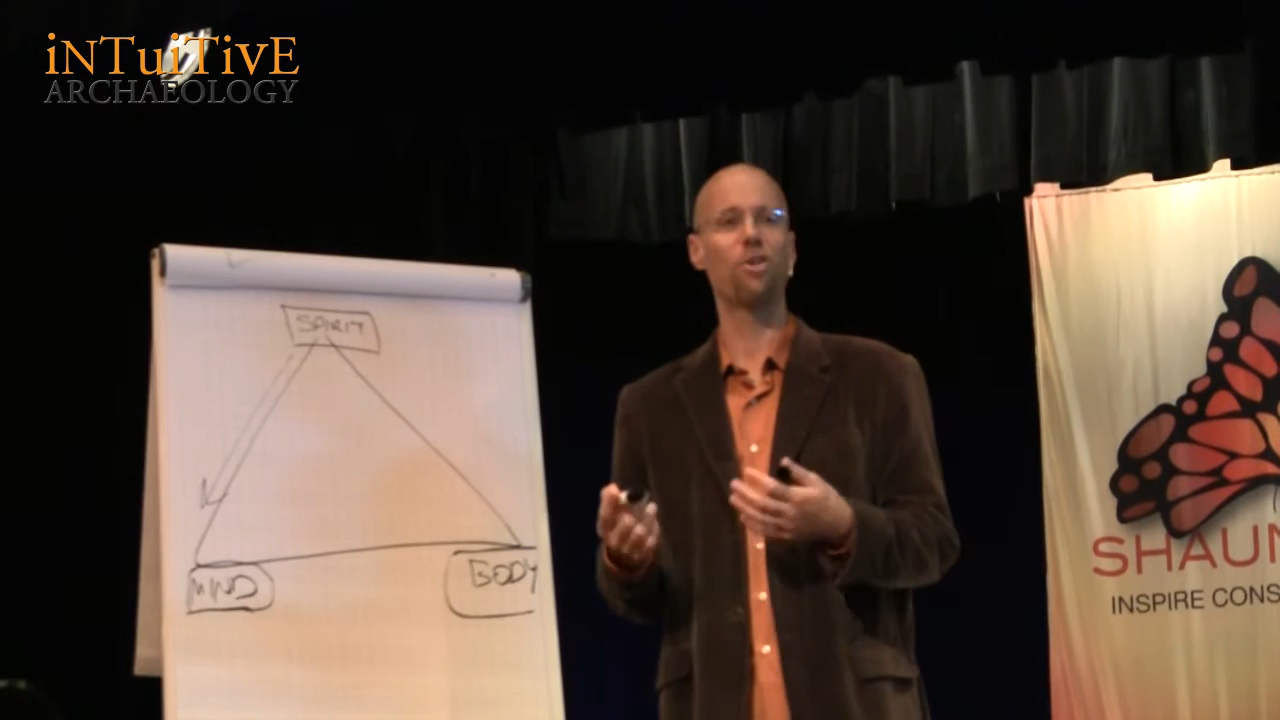 iNTuiTivE
ARCHAEOLOGY
SPIRIT
MIND
BODY
SHAUN
INSPIRE CONS